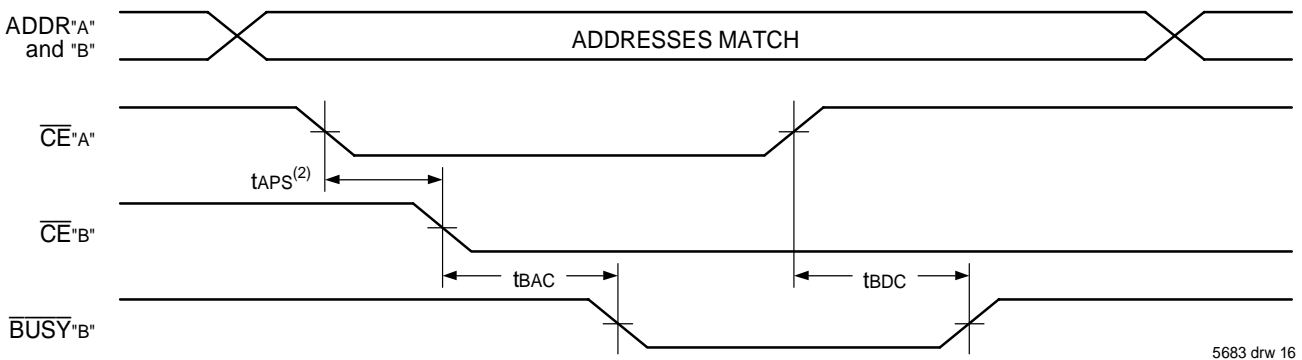 ADDR"A"
and "B"
ADDRESSES MATCH
CE"A"
tAPS(2)
CE"B"
tBAC
tBDC
BUSY"B"
5683 drw 16